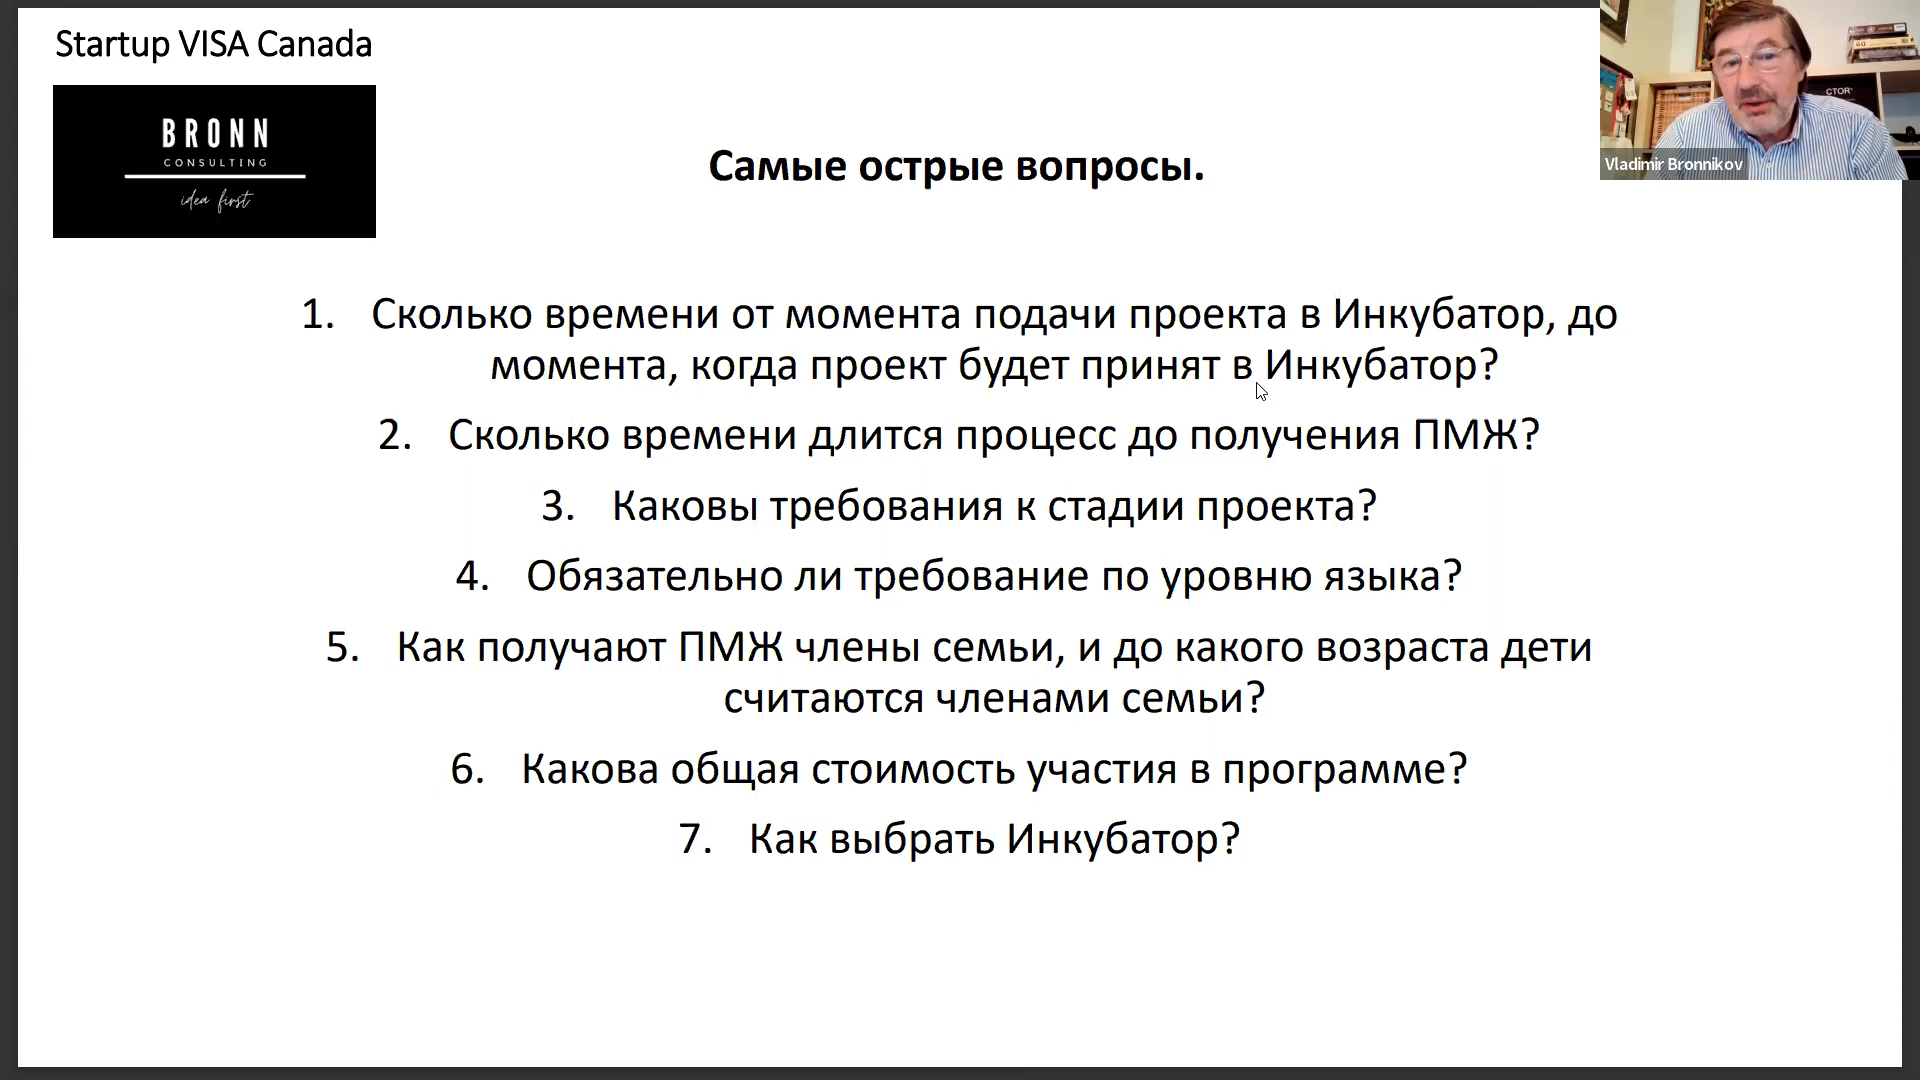 Startup VISA Canada
BRONN
CONSULTING
idea first
Самые острые вопросы.
CTOR
Vladimir Bronnikov
1. Сколько времени от момента подачи проекта в Инкубатор, до
момента, когда проект будет принят в Инкубатор?
2. Сколько времени длится процесс до получения ПМЖ?
3. Каковы требования к стадии проекта?
4. Обязательно ли требование по уровню языка?
5. Как получают ПМЖ члены семьи, и до какого возраста дети
считаются членами семьи?
6. Какова общая стоимость участия в программе?
7. Как выбрать Инкубатор?